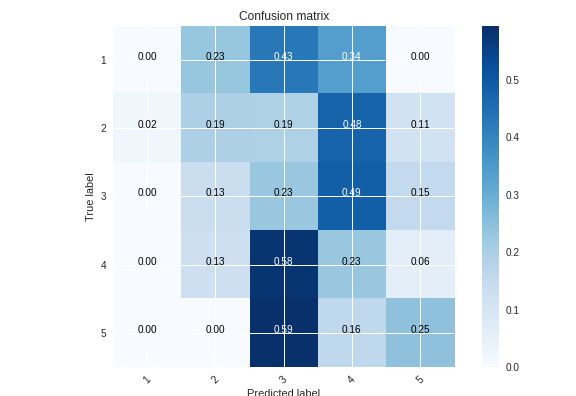 Confusion matrix
True label
1 0.00 0.23 0.43 0.34 0.00
2 0.02 0.19 0.19 0.48 0.11
3 0.00 0.13 0.23 0.49 0.15
4 0.00 0.13 0.58 0.23 0.06
5 0.00 0.00 0.59 0.16 0.25
1 2 3 4 5
Predicted label
0.5
0.4
0.3
0.2
0.1
0.0